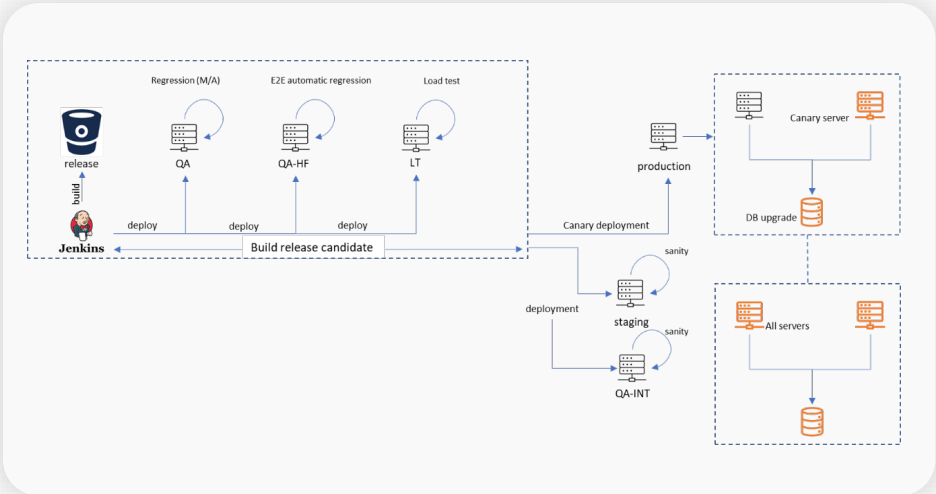 Regression (M/A)
E2E automatic regression
Load test
release
QA
QA-HF
LT
build
Jenkins
deploy
deploy
deploy
Build release candidate
Canary deployment
production
Canary server
DB upgrade
sanity
staging
deployment
sanity
QA-INT
All servers